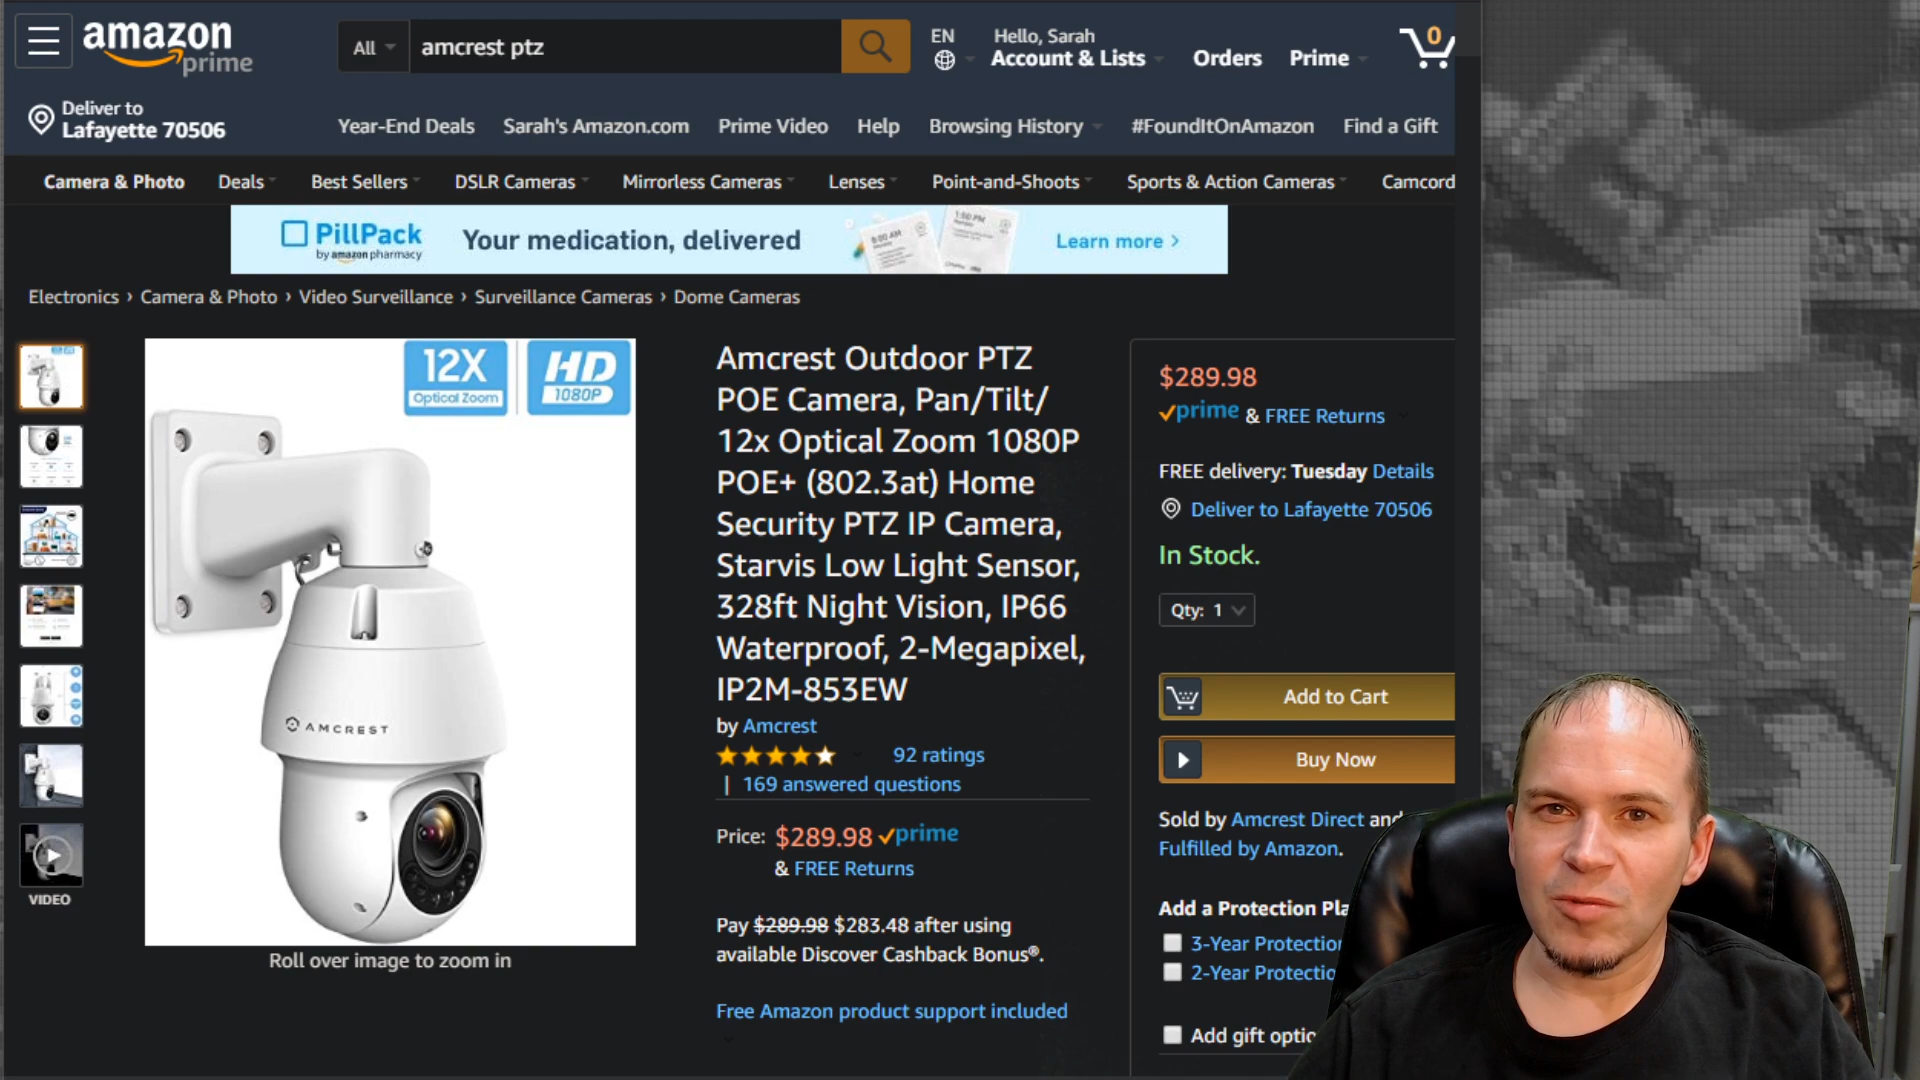 amazon
prime
All
amcrest ptz
EN
Hello, Sarah
Account & Lists
Orders
Prime
0
Deliver to
Lafayette 70506
Year-End Deals
Sarah's Amazon.com
Prime Video
Help
Browsing History
#FoundItOnAmazon
Find a Gift
Camera & Photo
Deals
Best Sellers
DSLR Cameras
Mirrorless Cameras
Lenses
Point-and-Shoots
Sports & Action Cameras
Camcord
PillPack
by amazon pharmacy
Your medication, delivered
8:00 AM
1:00 PM
Learn more ›
Electronics › Camera & Photo › Video Surveillance › Surveillance Cameras › Dome Cameras
12X
Optical Zoom
HD
1080P
AMCREST
VIDEO
Roll over image to zoom in
Amcrest Outdoor PTZ
POE Camera, Pan/Tilt/
12x Optical Zoom 1080P
POE+ (802.3at) Home
Security PTZ IP Camera,
Starvis Low Light Sensor,
328ft Night Vision, IP66
Waterproof, 2-Megapixel,
IP2M-853EW
by Amcrest
92 ratings
| 169 answered questions
Price: $289.98 prime
& FREE Returns
Pay $289.98 $283.48 after using
available Discover Cashback Bonus®.
Free Amazon product support included
$289.98
prime & FREE Returns
FREE delivery: Tuesday Details
Deliver to Lafayette 70506
In Stock.
Qty: 1
Add to Cart
Buy Now
Sold by Amcrest Direct and
Fulfilled by Amazon.
Add a Protection Pla
3-Year Protection
2-Year Protectio
Add gift optio